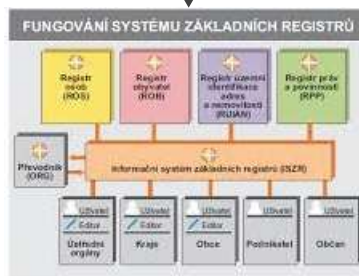 FUNGOVÁNÍ SYSTÉMU ZÁKLADNÍCH REGISTRŮ
Registr
osob
(ROS)
Registr
obyvatel
(ROB)
Registr územní
identifikace
adres
a nemovitostí
(RÚIAN)
Registr práv
a povinností
(RPP)
Převodník
(ORG)
Informační systém základních registrů (ISZR)
Uživatel
Editor
Ústřední
orgány
Uživatel
Editor
Kraje
Uživatel
Editor
Obce
Uživatel
Podnikatel
Uživatel
Občan